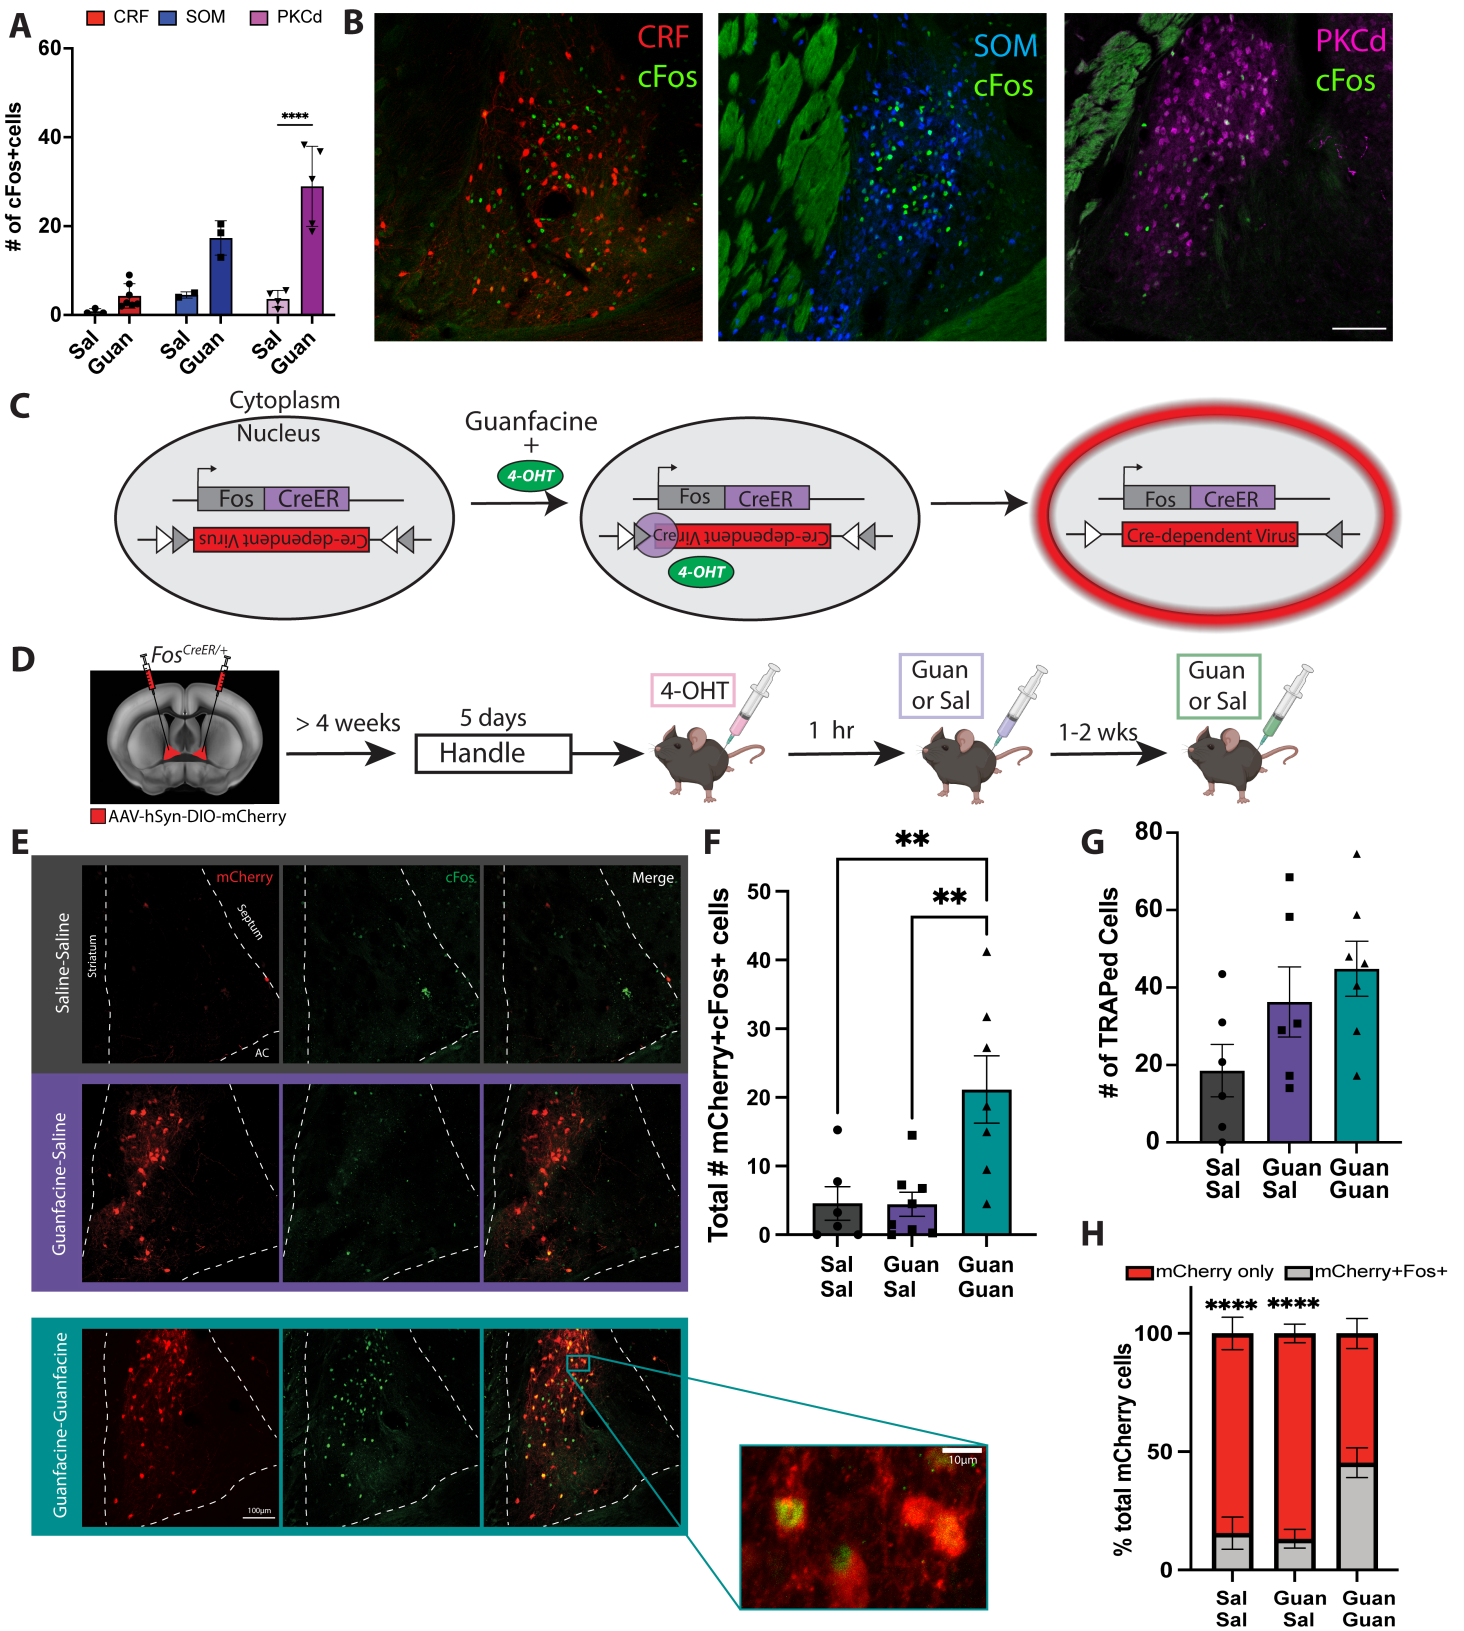 A
CRF SOM PKCd
# of cFos+cells
60
40
20
0
****
Sal
Guan
Sal
Guan
Sal
Guan
B
CRF
cFos
SOM
cFos
PKCd
cFos
C
Cytoplasm
Nucleus
Fos CreER
Cre-dependent Virus
Guanfacine
+
4-OHT
Fos CreER
Cre
Cre-dependent Virus
4-OHT
Fos CreER
Cre-dependent Virus
D
Fos CreER/+
AAV-hSyn-DIO-mCherry
> 4 weeks
5 days
Handle
4-OHT
1 hr
Guan
or Sal
1-2 wks
Guan
or Sal
E
Saline-Saline
mCherry
cFos
Merge
Striatum
Septum
AC
Guanfacine-Saline
Guanfacine-Guanfacine
100µm
10µm
F
Total # mCherry+cFos+ cells
50
40
30
20
10
0
**
**
Sal
Sal
Guan
Sal
Guan
Guan
G
# of TRAPed Cells
80
60
40
20
0
Sal
Sal
Guan
Sal
Guan
Guan
H
mCherry only mCherry+Fos+
% total mCherry cells
100
50
0
**** ****
Sal
Sal
Guan
Sal
Guan
Guan